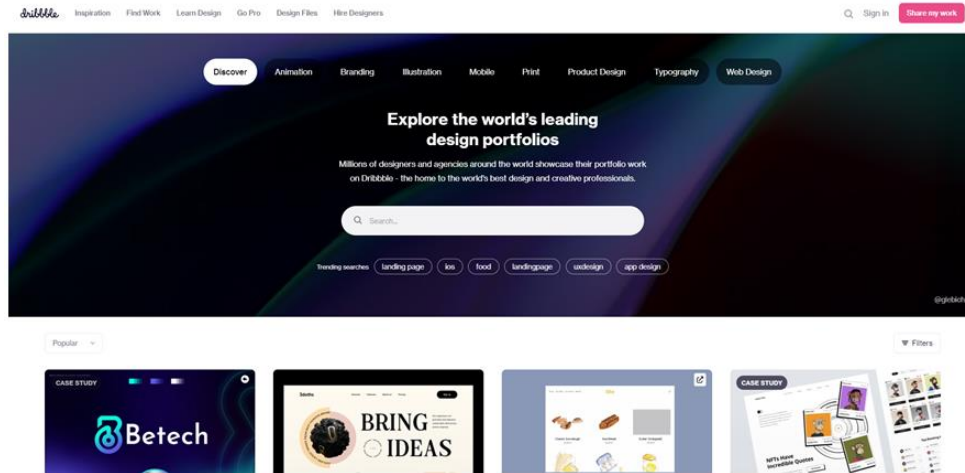 dribbble Inspiration Find Work Learn Design Go Pro Design Files Hire Designers Sign in Share my work
Discover Animation Branding Illustration Mobile Print Product Design Typography Web Design
Explore the world's leading
design portfolios
Millions of designers and agencies around the world showcase their portfolio work
on Dribbble - the home to the world's best design and creative professionals.
Search...
Trending searches landing page ios food landingpage uxdesign app design
Popular
Filters
CASE STUDY
Betech
BRING
IDEAS
CASE STUDY
NFTs Have
Incredible Quotes